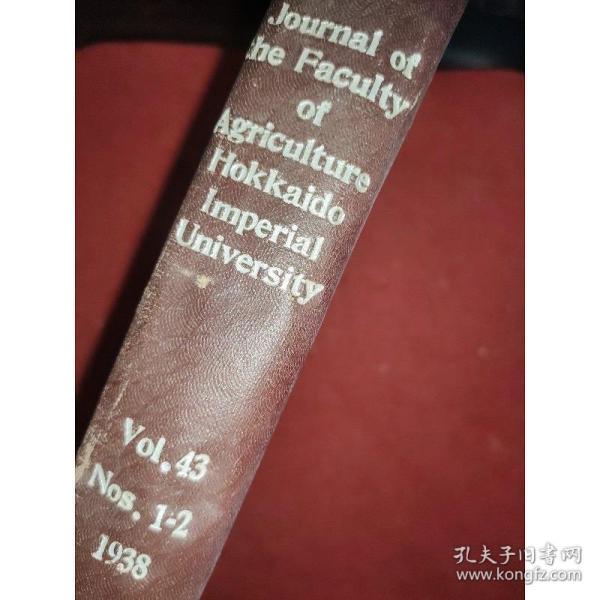 Journal of
the Faculty
of
Agriculture
Hokkaido
Imperial
University
Vol. 43
Nos. 1-2
1938
孔夫子旧书网
www.kongfz.com